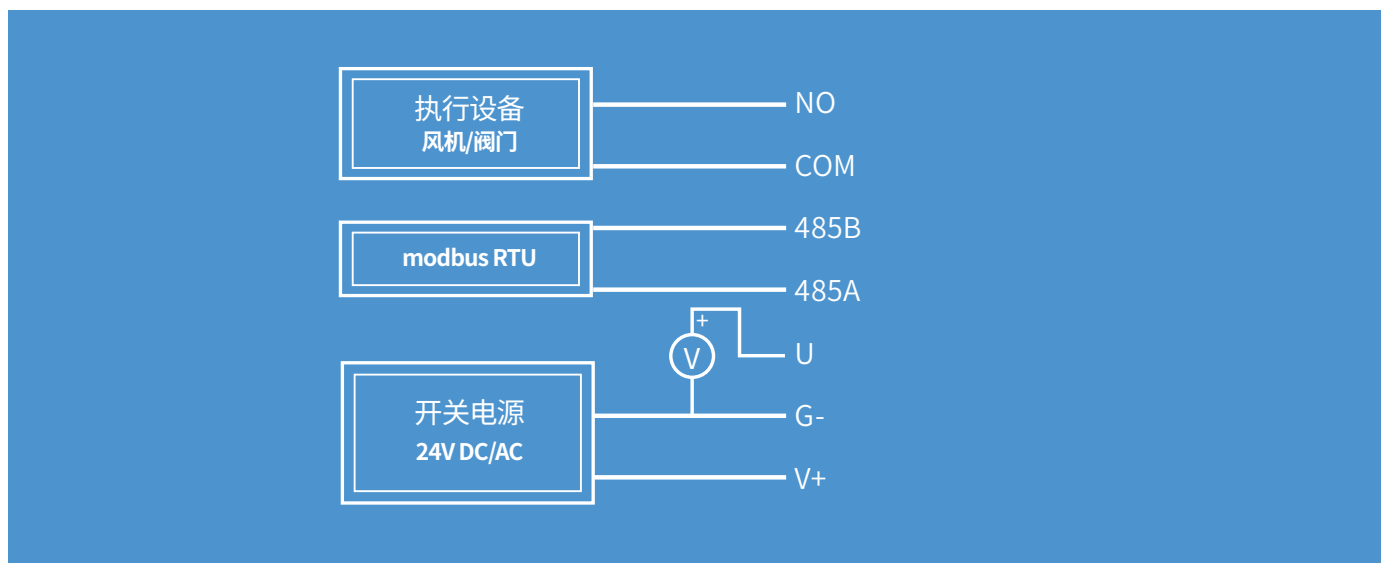 执行设备
风机/阀门
NO
COM
modbus RTU
485B
485A
+
V
U
开关电源
24V DC/AC
G-
V+